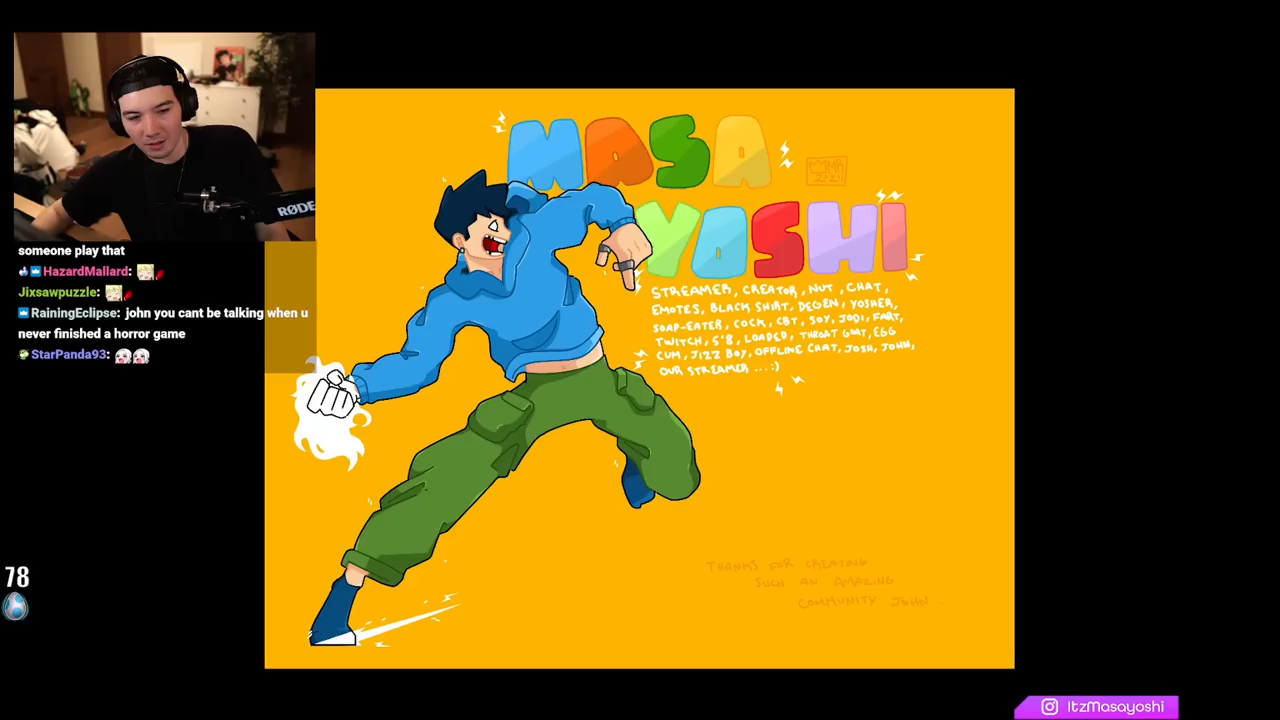 RØDE
someone play that
HazardMallard:
Jixsawpuzzle:
RainingEclipse: john you cant be talking when u
never finished a horror game
StarPanda93:
78
MASA
YOSHI
2021
STREAMER, CREATOR, NUT, CHAT,
EMOTES, BLACK SHIRT, DEGEN, YOSHER,
SOAP-EATER, COCK, CBT, SOY, JODI, FART,
TWITCH, 5'8, LOADED, THROAT GOAT, EGG
CUM, JIZZ BOY, OFFLINE CHAT, JOSH, JOHN,
OUR STREAMER ... :)
THANKS FOR CREATING
SUCH AN AMAZING
COMMUNITY JOHN
ItzMasayoshi